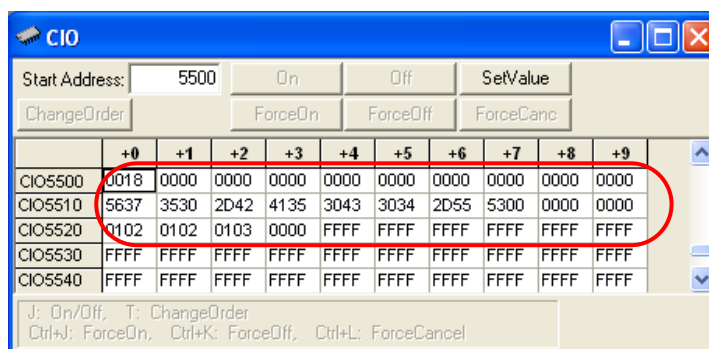 CIO
Start Address: 5500 On Off SetValue
ChangeOrder ForceOn ForceOff ForceCanc
+0 +1 +2 +3 +4 +5 +6 +7 +8 +9
CIO5500 0018 0000 0000 0000 0000 0000 0000 0000 0000 0000
CIO5510 5637 3530 2D42 4135 3043 3034 2D55 5300 0000 0000
CIO5520 0102 0102 0103 0000 FFFF FFFF FFFF FFFF FFFF FFFF
CIO5530 FFFF FFFF FFFF FFFF FFFF FFFF FFFF FFFF FFFF FFFF
CIO5540 FFFF FFFF FFFF FFFF FFFF FFFF FFFF FFFF FFFF FFFF
J: On/Off, T: ChangeOrder
Ctrl+J: ForceOn, Ctrl+K: ForceOff, Ctrl+L: ForceCancel